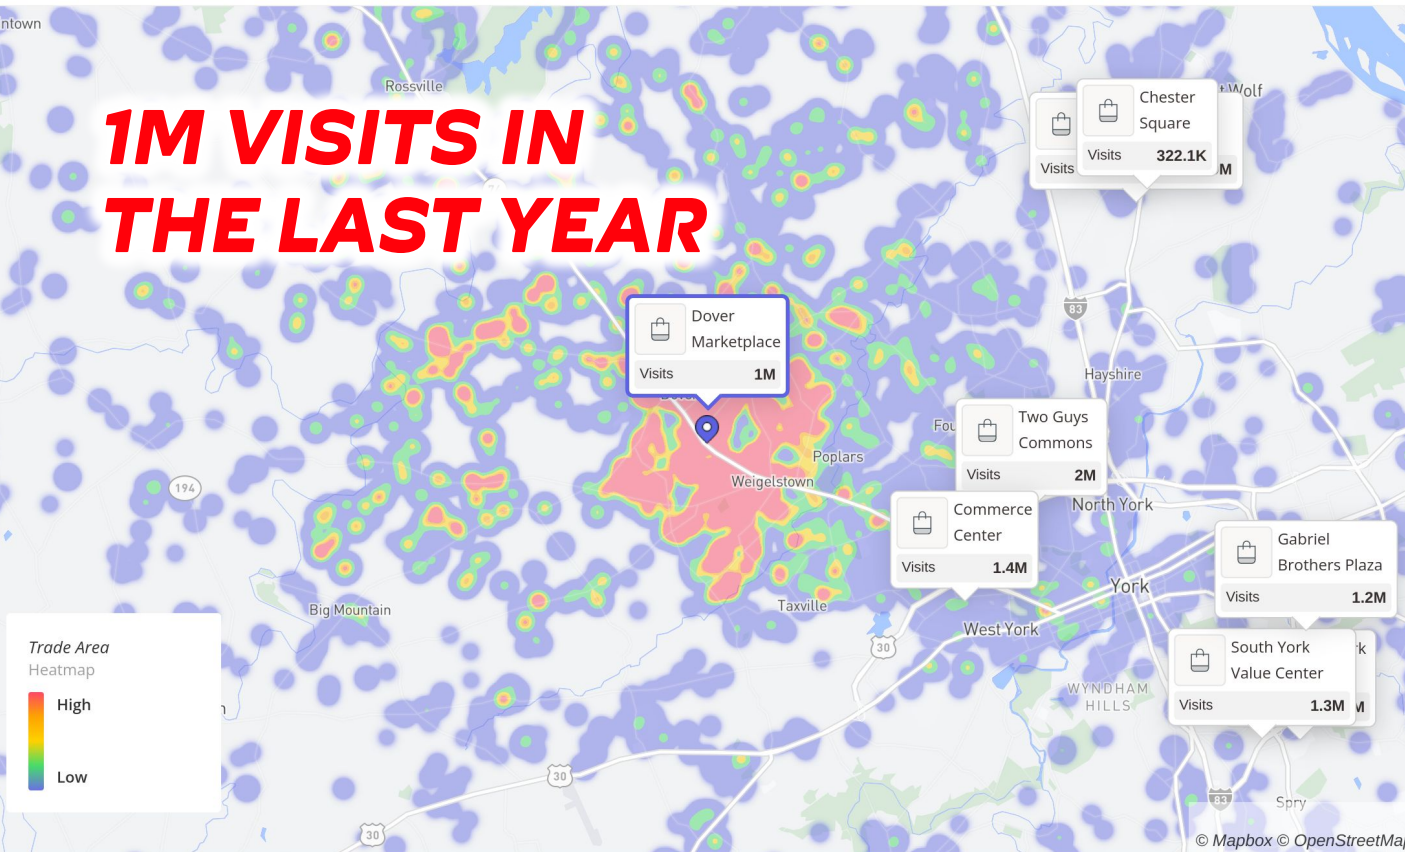 ntown
Rossville
t Wolf
1M VISITS IN
THE LAST YEAR
Chester
Square
Visits 322.1K
Visits
M
83
Hayshire
Dover
Marketplace
Visits 1M
Two Guys
Commons
Visits 2M
Poplars
Weigelstown
194
North York
Commerce
Center
Visits 1.4M
Gabriel
Brothers Plaza
Visits 1.2M
York
Big Mountain
Taxville
West York
30
South York
Value Center
Visits 1.3M
rk
M
WYNDHAM
HILLS
Trade Area
Heatmap
High
Low
30
30
83
Spry
© Mapbox © OpenStreetMap